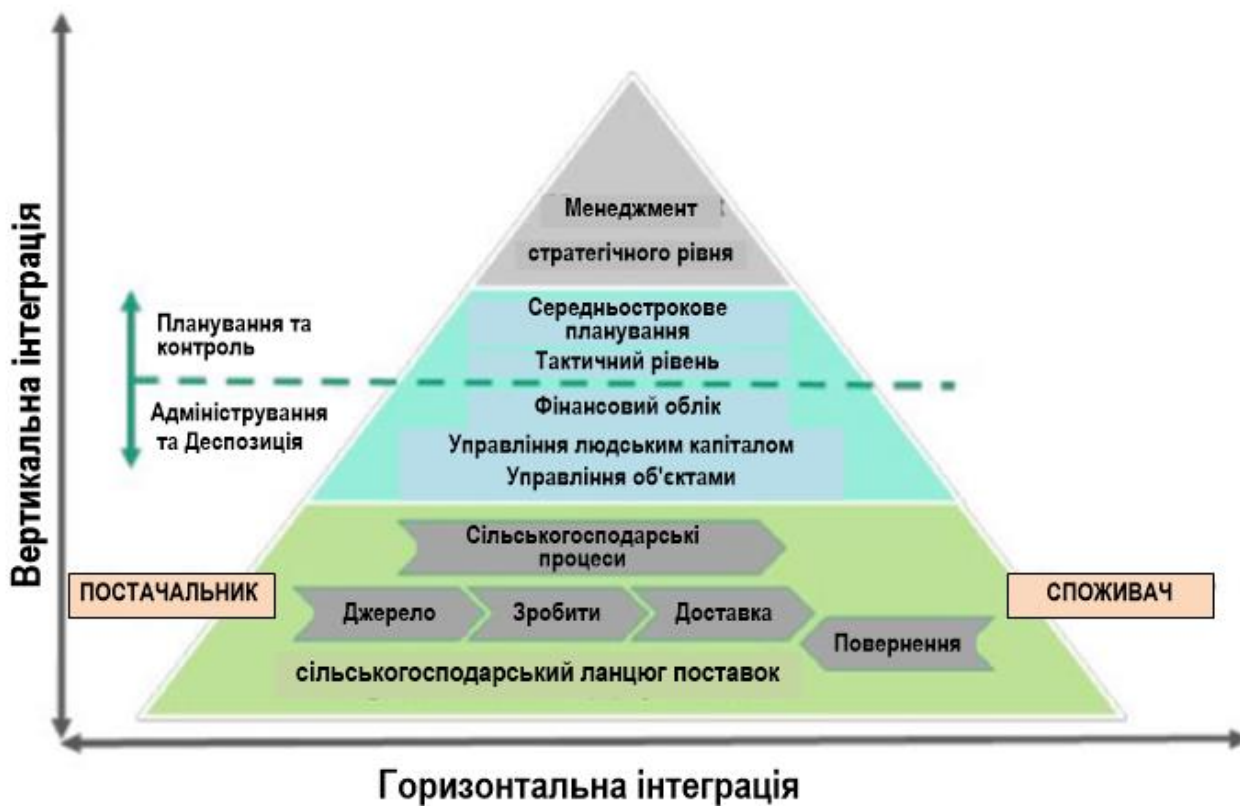 Вертикальна інтеграція
Менеджмент
стратегічного рівня
Середньострокове
планування
Тактичний рівень
Планування та
контроль
Адміністрування
та Деспозиція
Фінансовий облік
Управління людським капіталом
Управління об'єктами
Сільськогосподарські
процеси
ПОСТАЧАЛЬНИК
СПОЖИВАЧ
Джерело
Зробити
Доставка
Повернення
сільськогосподарський ланцюг поставок
Горизонтальна інтеграція